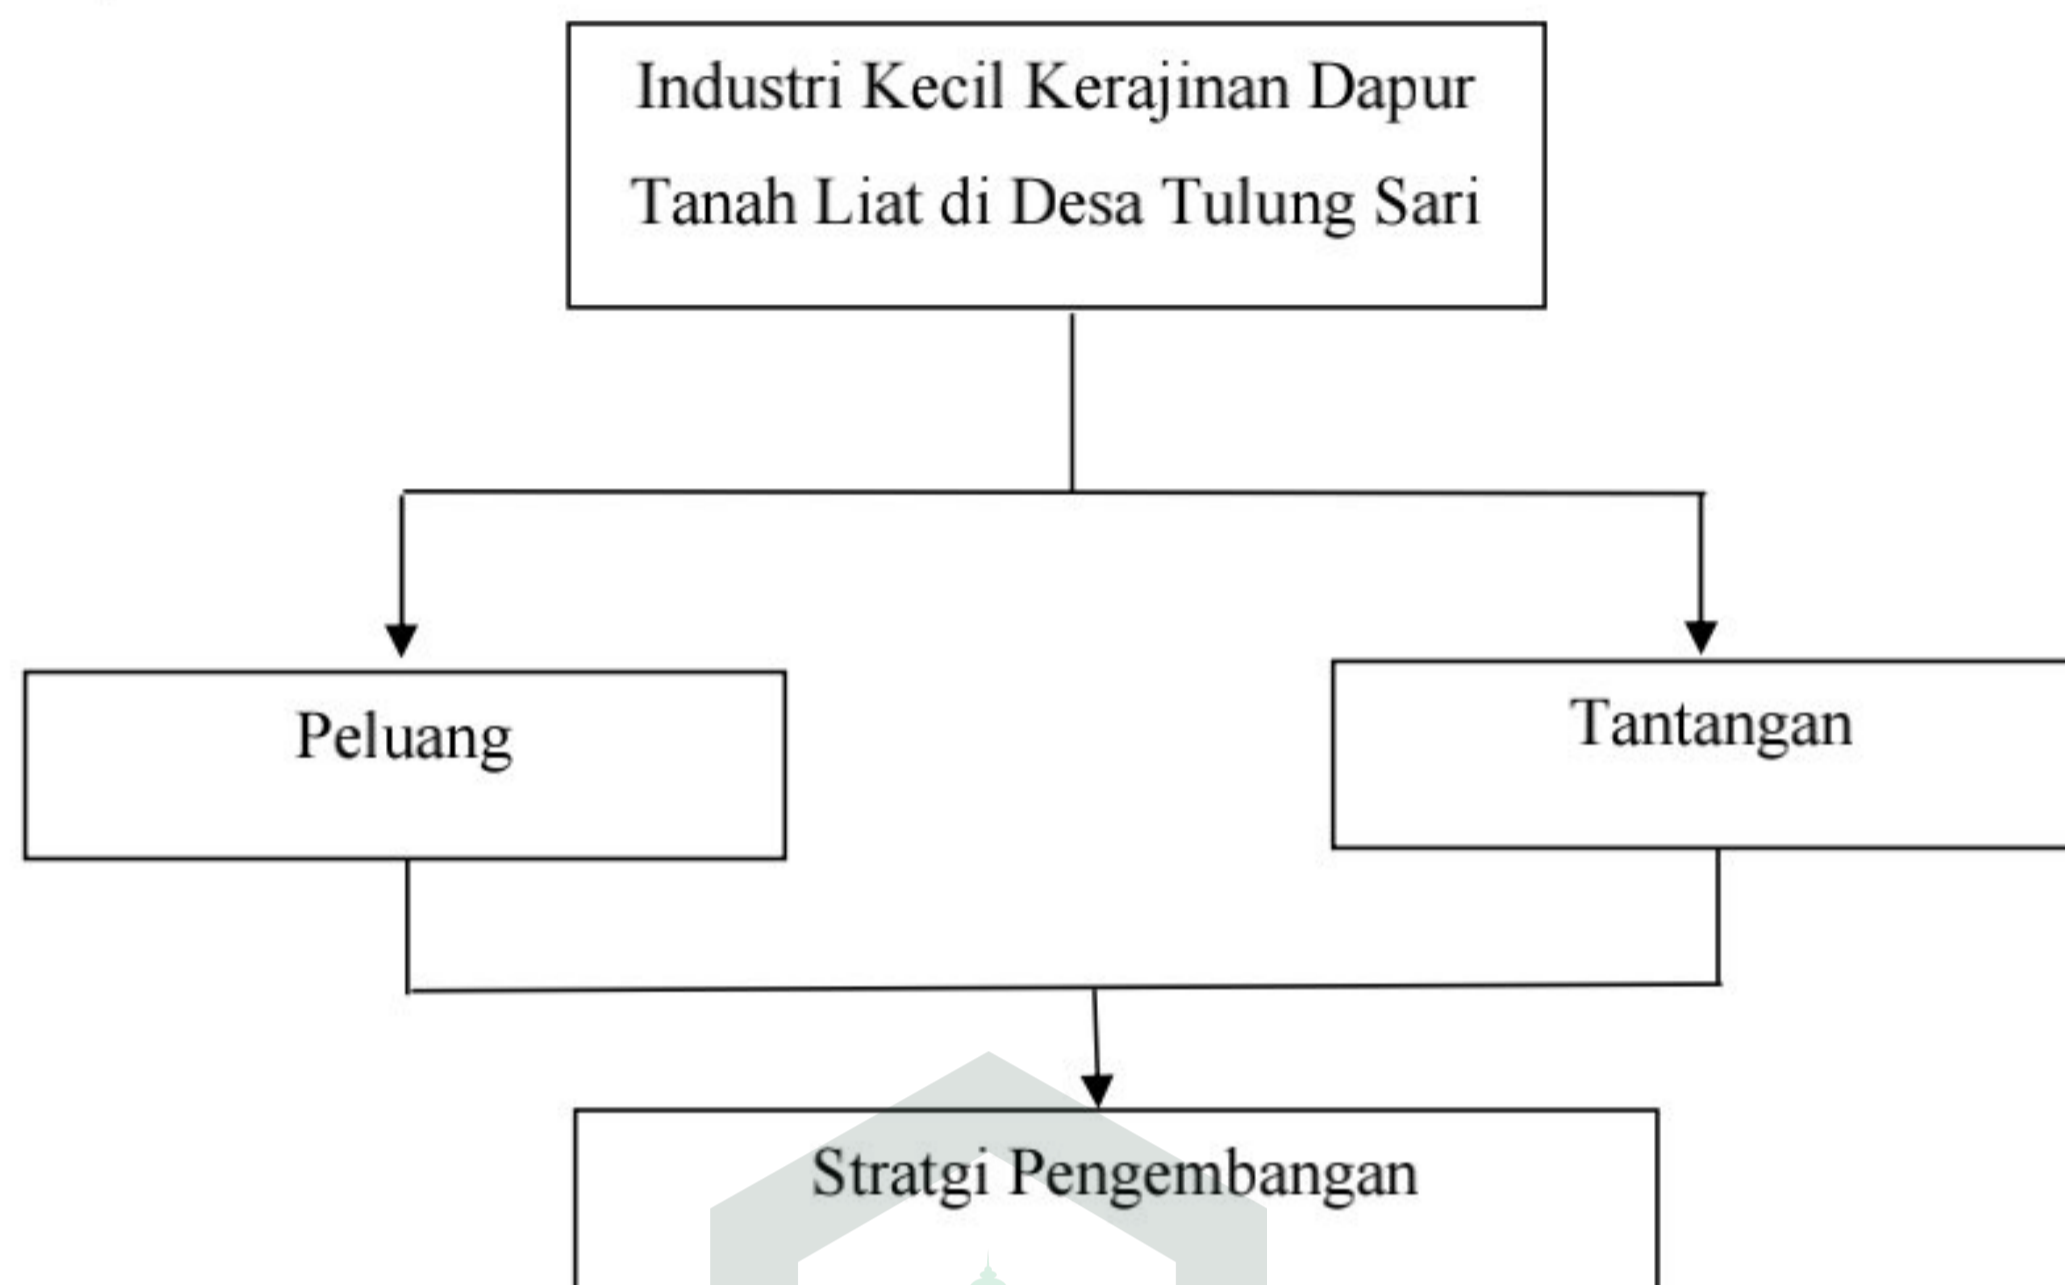 Industri Kecil Kerajinan Dapur
Tanah Liat di Desa Tulung Sari
Peluang
Tantangan
Stratgi Pengembangan